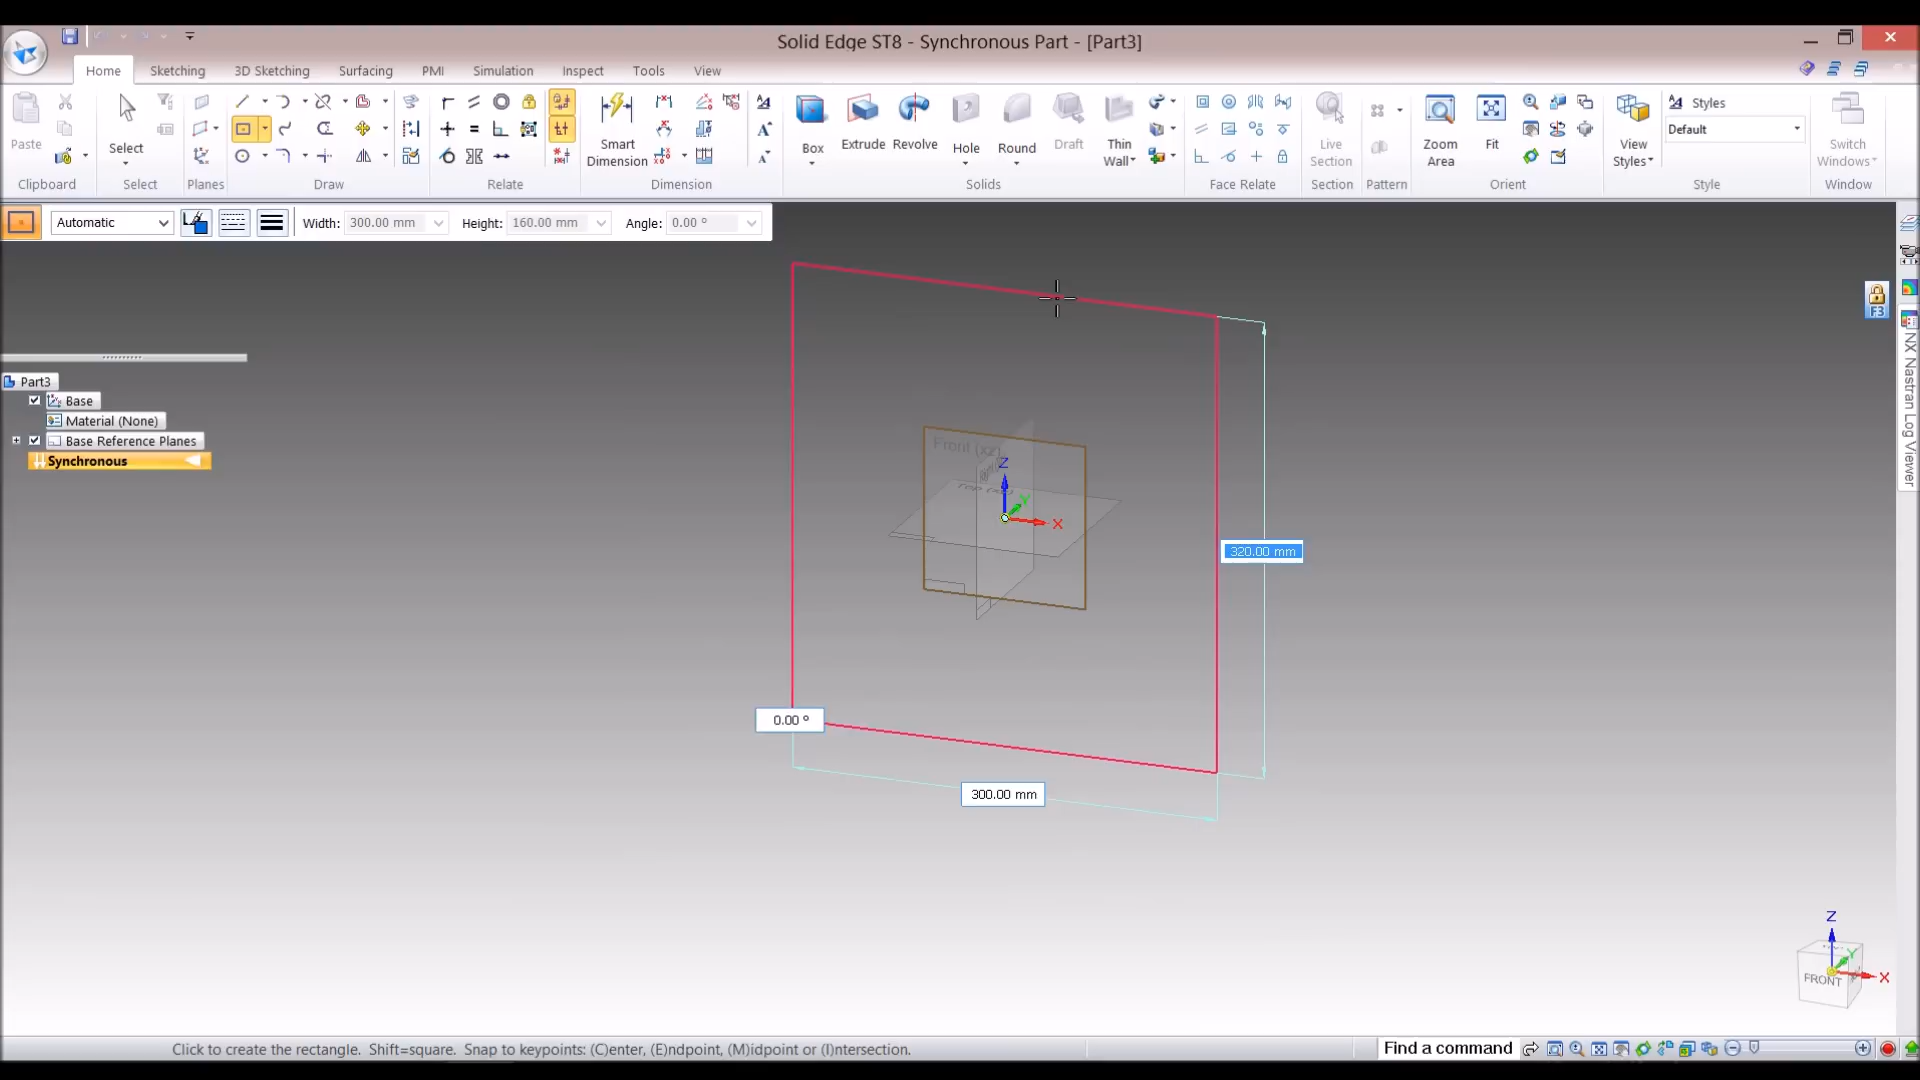 Solid Edge ST8 - Synchronous Part - [Part3]
Home Sketching 3D Sketching Surfacing PMI Simulation Inspect Tools View
Paste
Select
Smart Dimension
Box Extrude Revolve Hole Round Draft Thin Wall
Live Section
Zoom Area
Fit
View Styles
Styles
Default
Switch Windows
Clipboard Select Planes Draw Relate Dimension Solids Face Relate Section Pattern Orient Style Window
Automatic Width: 300.00 mm Height: 160.00 mm Angle: 0.00 °
F3
NX Nastran Log Viewer
Part3
Base
Material (None)
Base Reference Planes
Synchronous
Front (xz)
Z
Y
X
320.00 mm
0.00 °
300.00 mm
Z
Y
X
FRONT
Click to create the rectangle. Shift=square. Snap to keypoints: (C)enter, (E)ndpoint, (M)idpoint or (I)ntersection.
Find a command